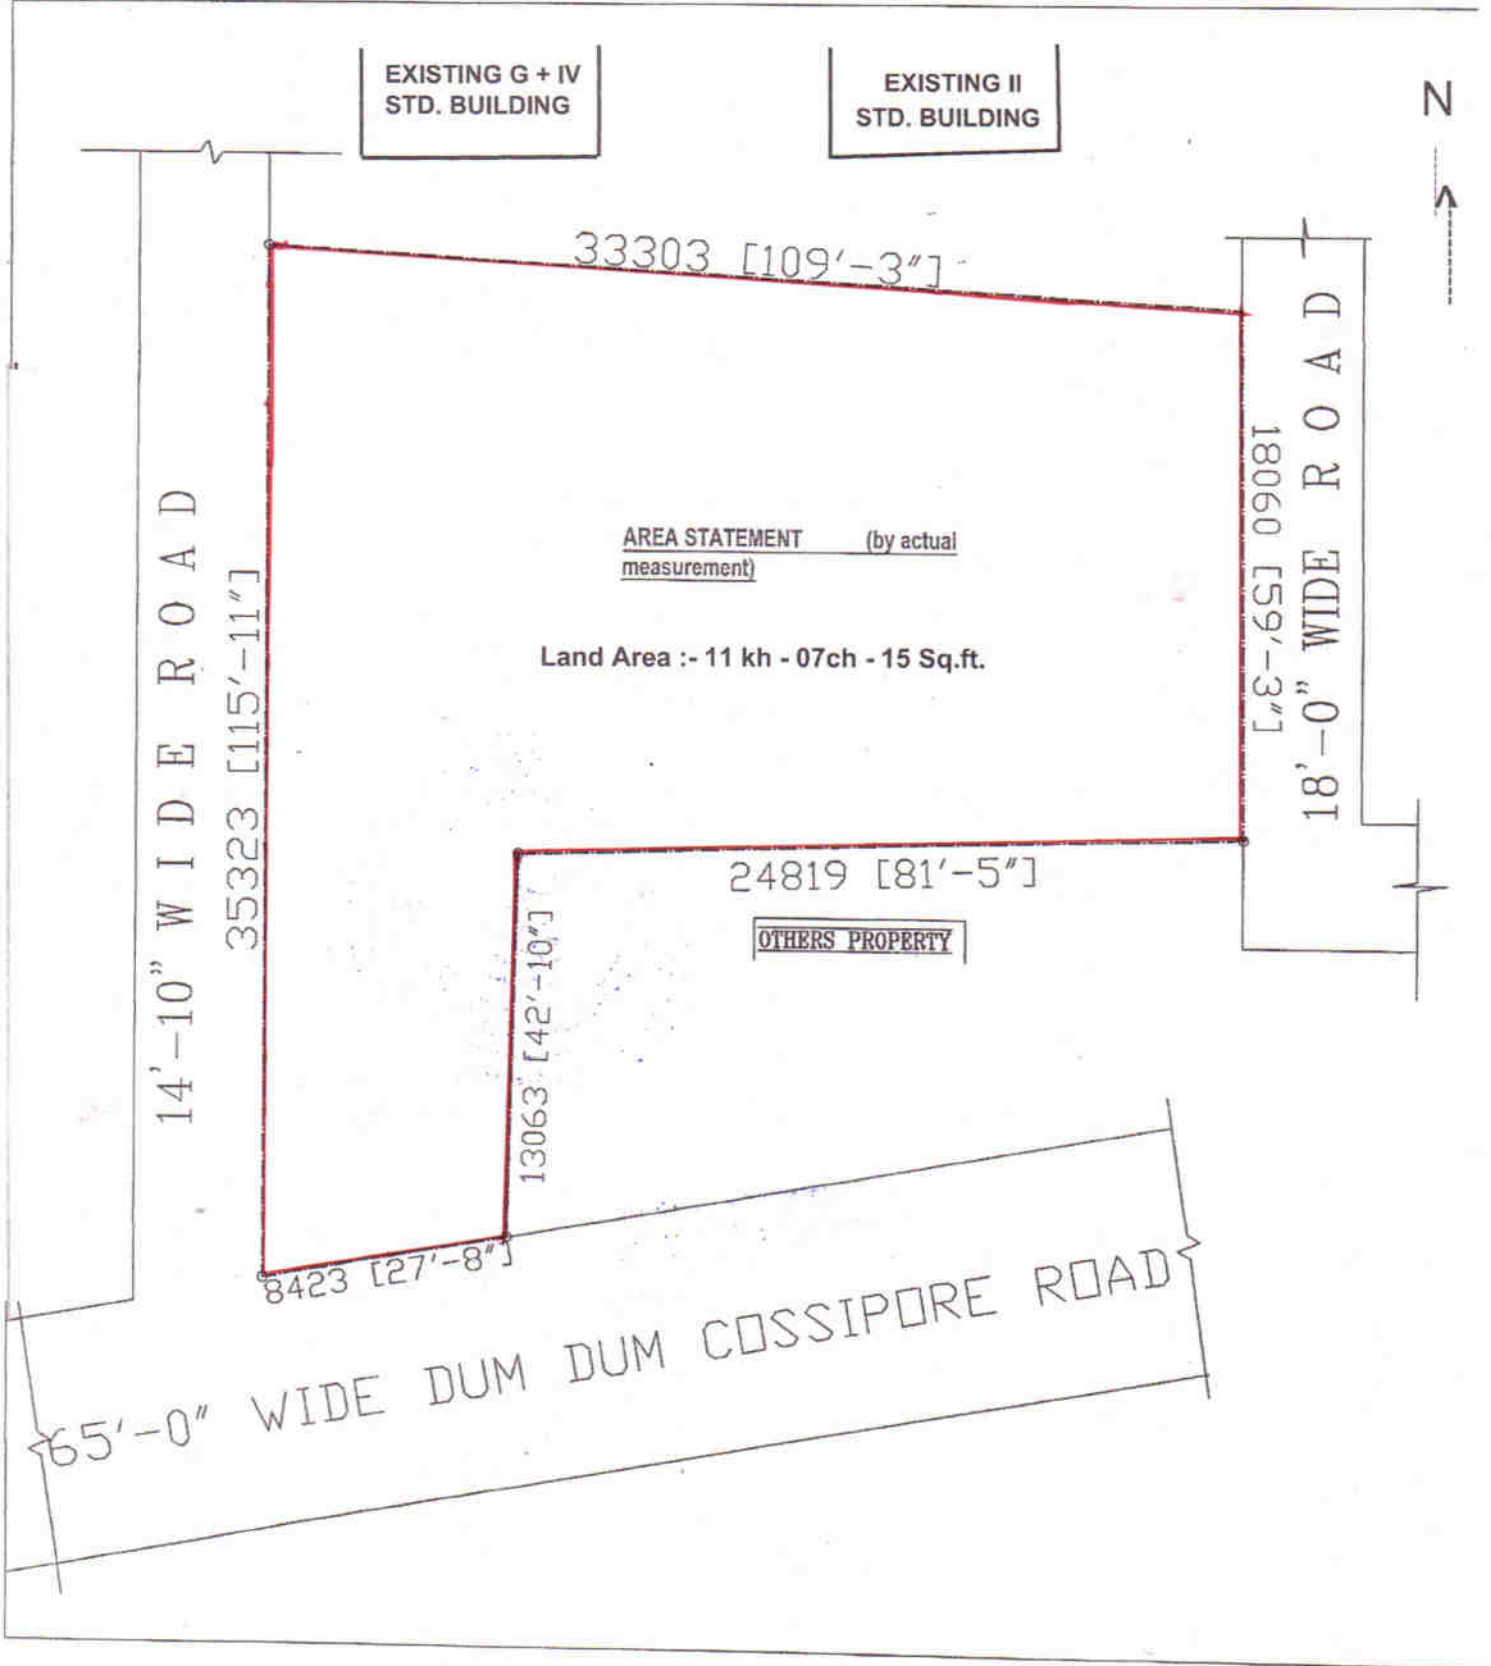 EXISTING G + IV
STD. BUILDING
EXISTING II
STD. BUILDING
N
33303 [109'-3"]
18'-0" WIDE ROAD
18060 [59'-3"]
AREA STATEMENT (by actual
measurement)
Land Area :- 11 kh - 07ch - 15 Sq.ft.
14'-10" WIDE ROAD
35323 [115'-11"]
24819 [81'-5"]
OTHERS PROPERTY
13063 [42'-10"]
8423 [27'-8"]
65'-0" WIDE DUM DUM COSSIPORE ROAD